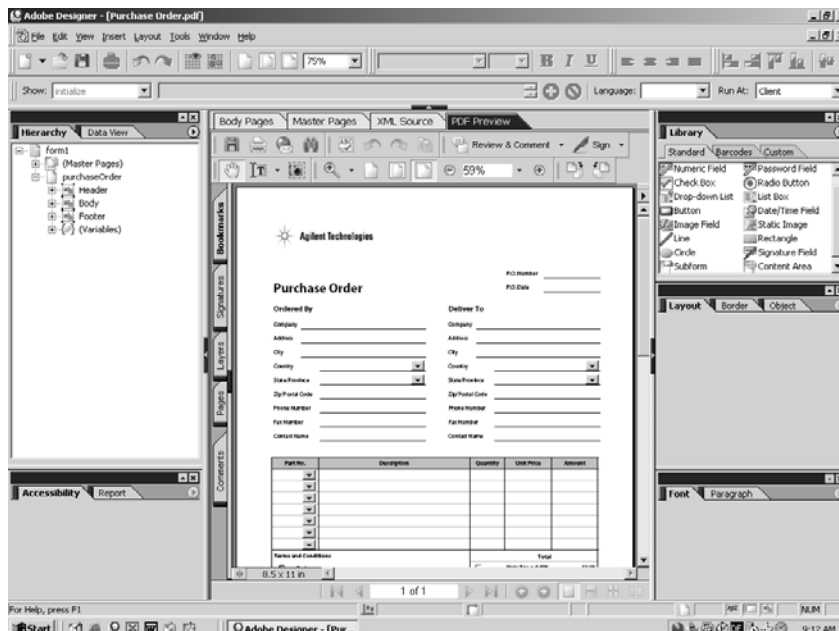 Adobe Designer - [Purchase Order.pdf]
File Edit View Insert Layout Tools Window Help
75%
B I U
Show: initialize
Language:
Run At: Client
Hierarchy
Data View
form1
(Master Pages)
purchaseOrder
Header
Body
Footer
(Variables)
Accessibility
Report
Body Pages
Master Pages
XML Source
PDF Preview
Review & Comment
Sign
59%
Bookmarks
Signatures
Layers
Pages
Comments
Agilent Technologies
P.O. Number
P.O. Date
Purchase Order
Ordered By
Deliver To
Company
Company
Address
Address
City
City
Country
Country
State/Province
State/Province
Zip/Postal Code
Zip/Postal Code
Phone Number
Phone Number
Fax Number
Fax Number
Contact Name
Contact Name
Part No. Description Quantity Unit Price Amount
Terms and Conditions
Total
8.5 x 11 in
1 of 1
Library
Standard
Barcodes
Custom
Numeric Field
Password Field
Check Box
Radio Button
Drop-down List
List Box
Button
Date/Time Field
Image Field
Static Image
Line
Rectangle
Circle
Signature Field
Subform
Content Area
Layout
Border
Object
Font
Paragraph
For Help, press F1
NUM
Start
Adobe Designer - [Pur...
9:12 AM